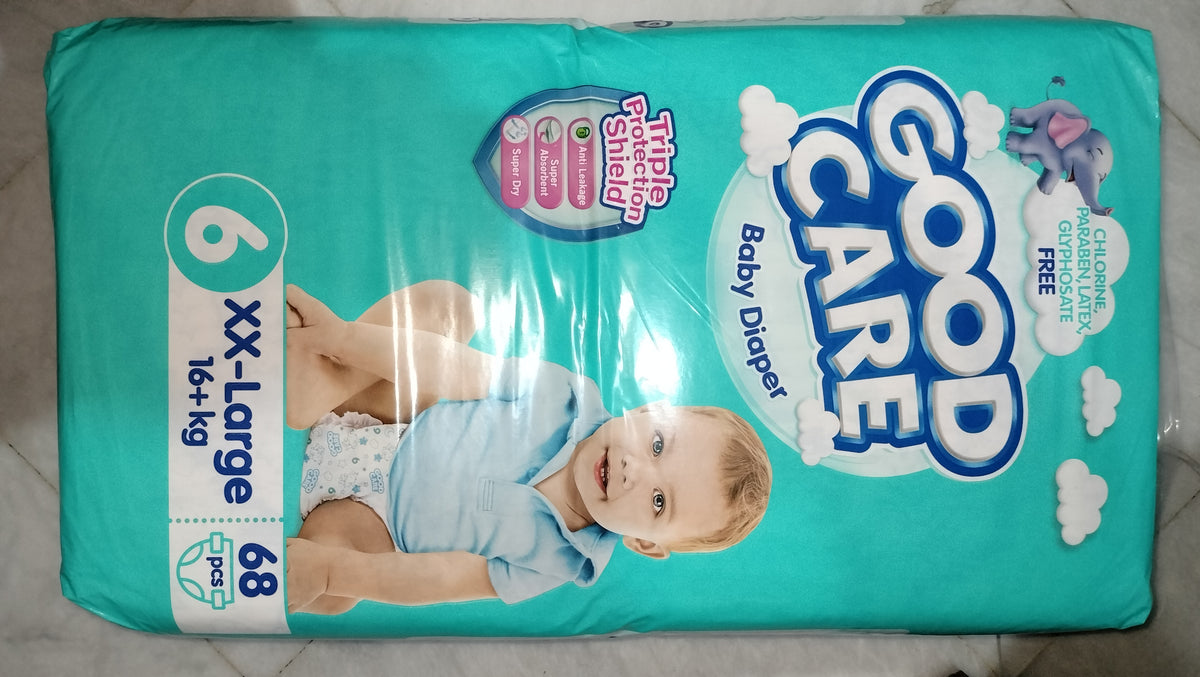 GOOD
CARE
Baby Diaper
CHLORINE,
PARABEN, LATEX,
GLYPHOSATE
FREE
Triple
Protection
Shield
Anti Leakage
Super
Absorbent
Super Dry
6
XX-Large
16+ kg
68
pcs